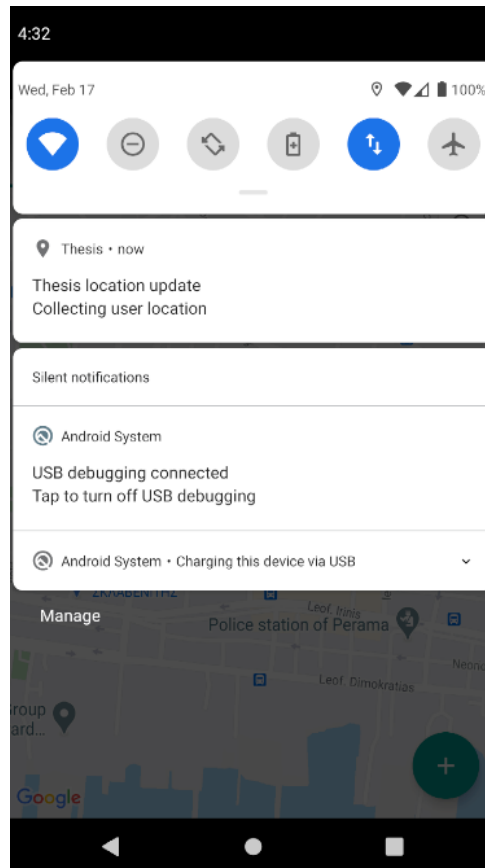 4:32
Wed, Feb 17
100%
Thesis • now
Thesis location update
Collecting user location
Silent notifications
Android System
USB debugging connected
Tap to turn off USB debugging
Android System • Charging this device via USB
ΣΚΛΑΒΕΝΙΤΗΣ
Manage
Leof. Irinis
Police station of Perama
Leof. Dimokratias
Google